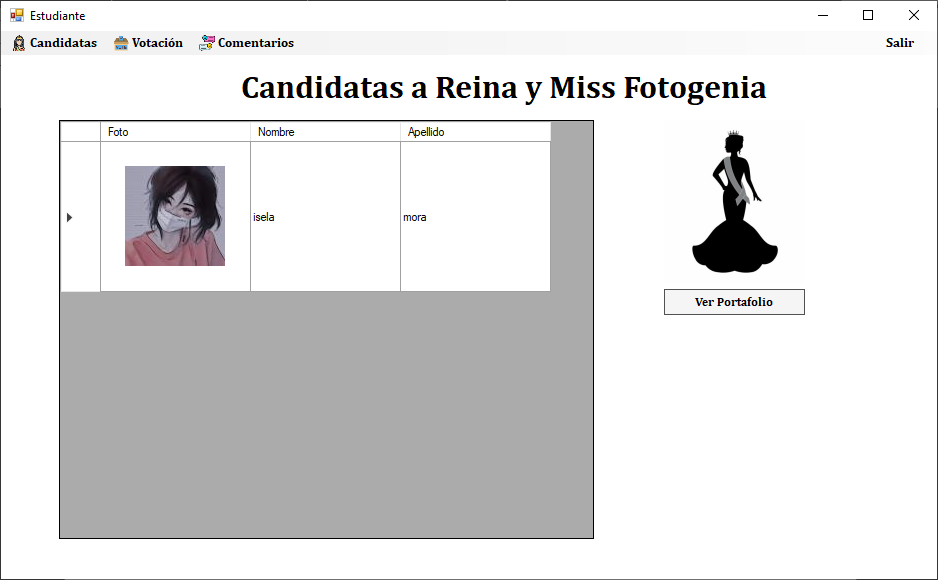 Estudiante
Candidatas Votación Comentarios Salir
Candidatas a Reina y Miss Fotogenia
Foto Nombre Apellido
isela mora
Ver Portafolio